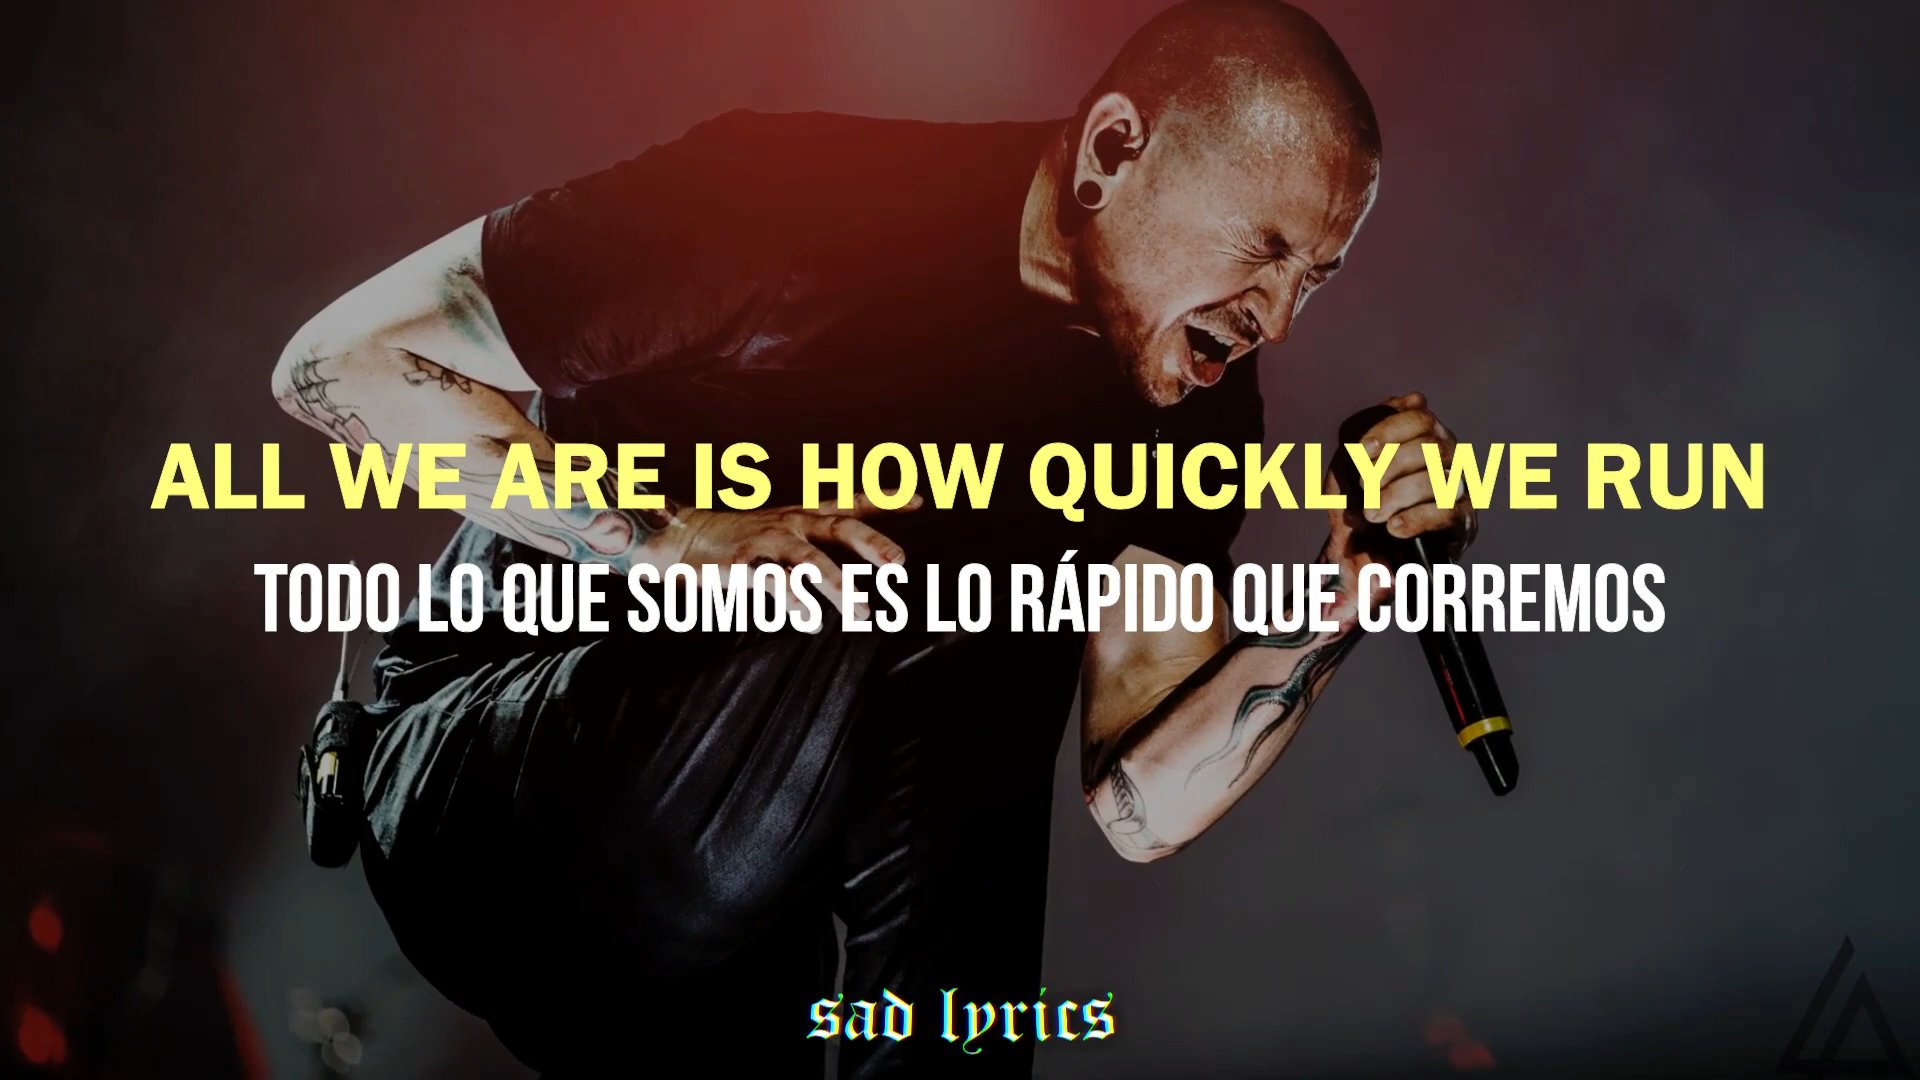 ALL WE ARE IS HOW QUICKLY WE RUN
TODO LO QUE SOMOS ES LO RÁPIDO QUE CORREMOS
sad lyrics